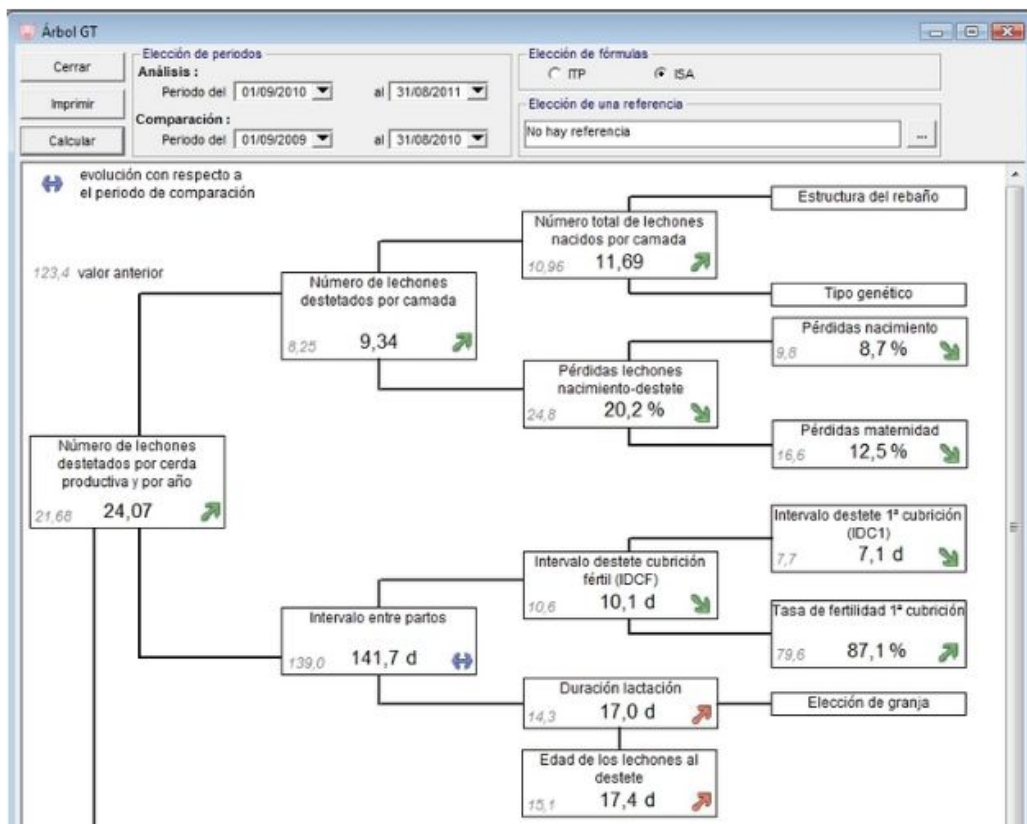 Árbol GT
Cerrar
Imprimir
Calcular
Elección de periodos
Análisis :
Periodo del 01/09/2010 al 31/08/2011
Comparación :
Periodo del 01/09/2009 al 31/08/2010
Elección de fórmulas
ITP ISA
Elección de una referencia
No hay referencia ...
evolución con respecto a
el periodo de comparación
123,4 valor anterior
Número de lechones
destetados por cerda
productiva y por año
21,68 24,07
Número de lechones
destetados por camada
8,25 9,34
Número total de lechones
nacidos por camada
10,96 11,69
Estructura del rebaño
Tipo genético
Pérdidas lechones
nacimiento-destete
24,8 20,2 %
Pérdidas nacimiento
9,8 8,7 %
Pérdidas maternidad
16,6 12,5 %
Intervalo entre partos
139,0 141,7 d
Intervalo destete cubrición
fértil (IDCF)
10,6 10,1 d
Intervalo destete 1ª cubrición
(IDC1)
7,7 7,1 d
Tasa de fertilidad 1ª cubrición
79,6 87,1 %
Duración lactación
14,3 17,0 d
Elección de granja
Edad de los lechones al
destete
15,1 17,4 d